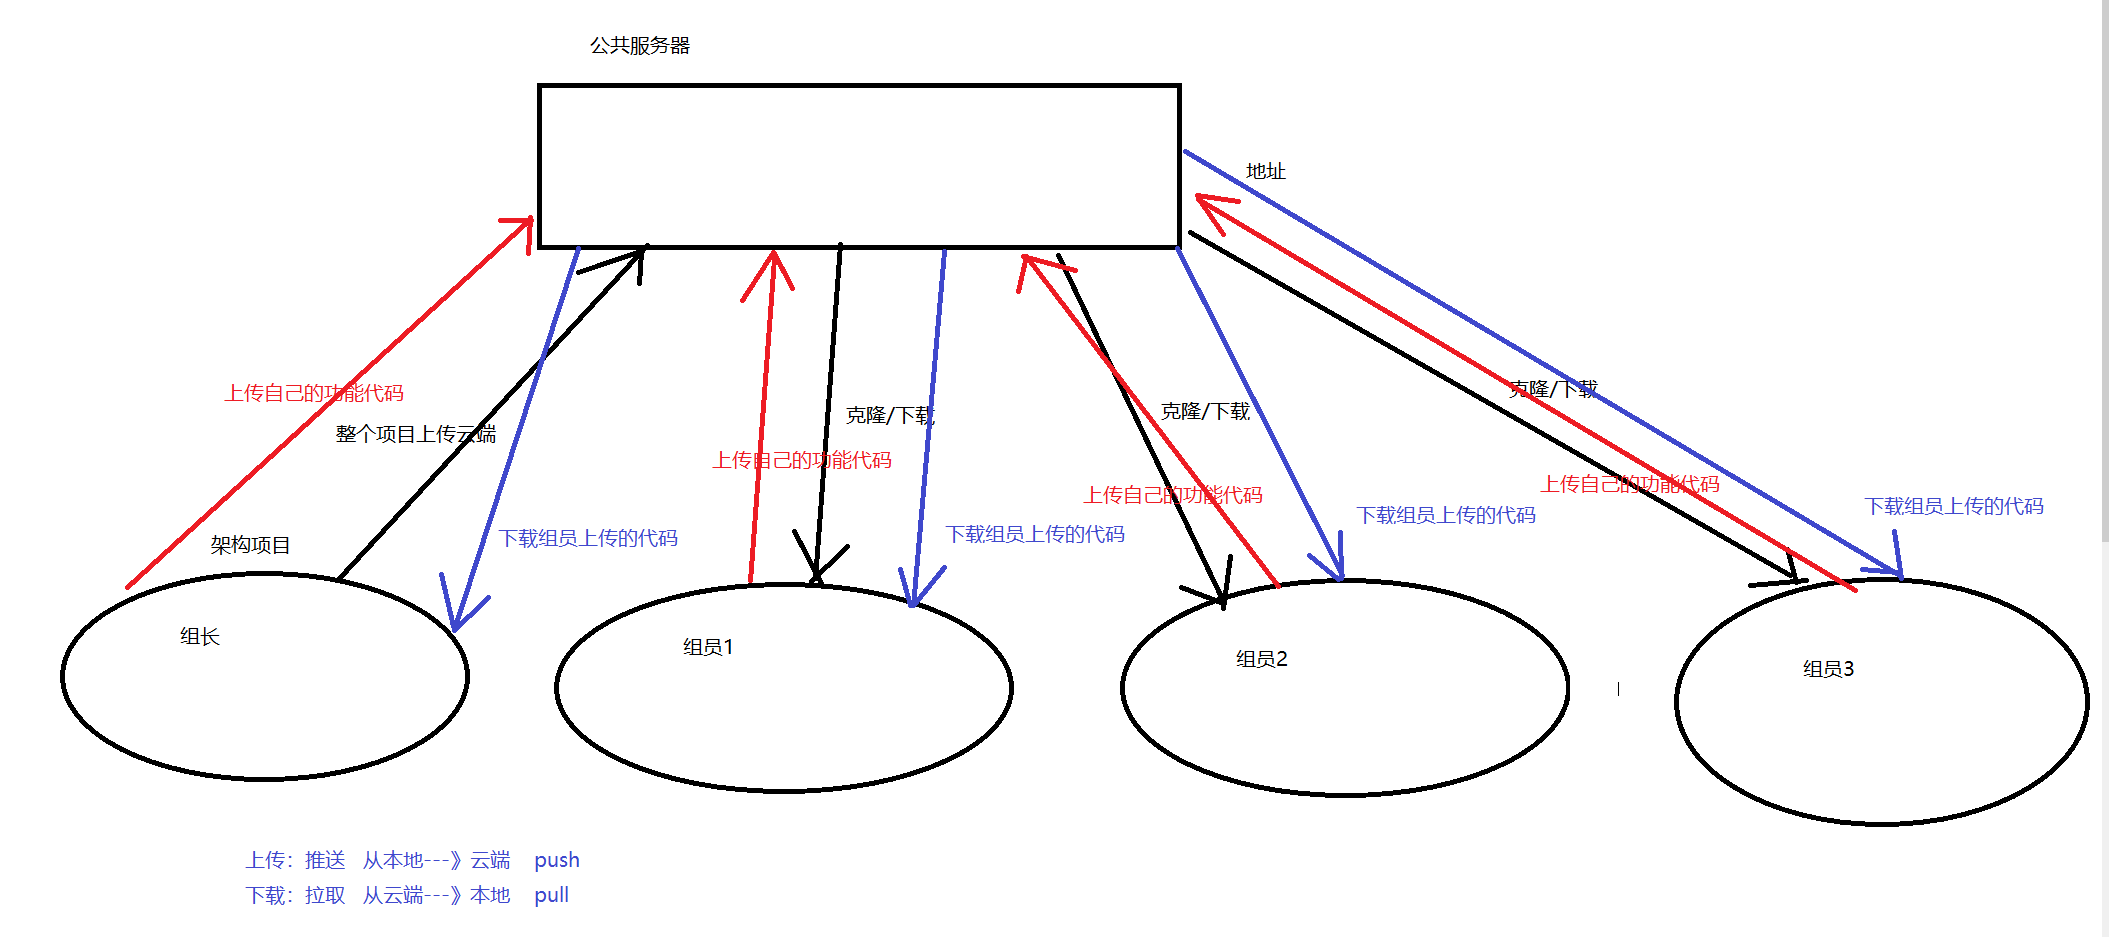 公共服务器
地址
上传自己的功能代码
整个项目上传云端
克隆/下载
克隆/下载
克隆/下载
上传自己的功能代码
上传自己的功能代码
上传自己的功能代码
下载组员上传的代码
下载组员上传的代码
下载组员上传的代码
下载组员上传的代码
架构项目
组长
组员1
组员2
组员3
上传：推送 从本地---》云端 push
下载：拉取 从云端---》本地 pull